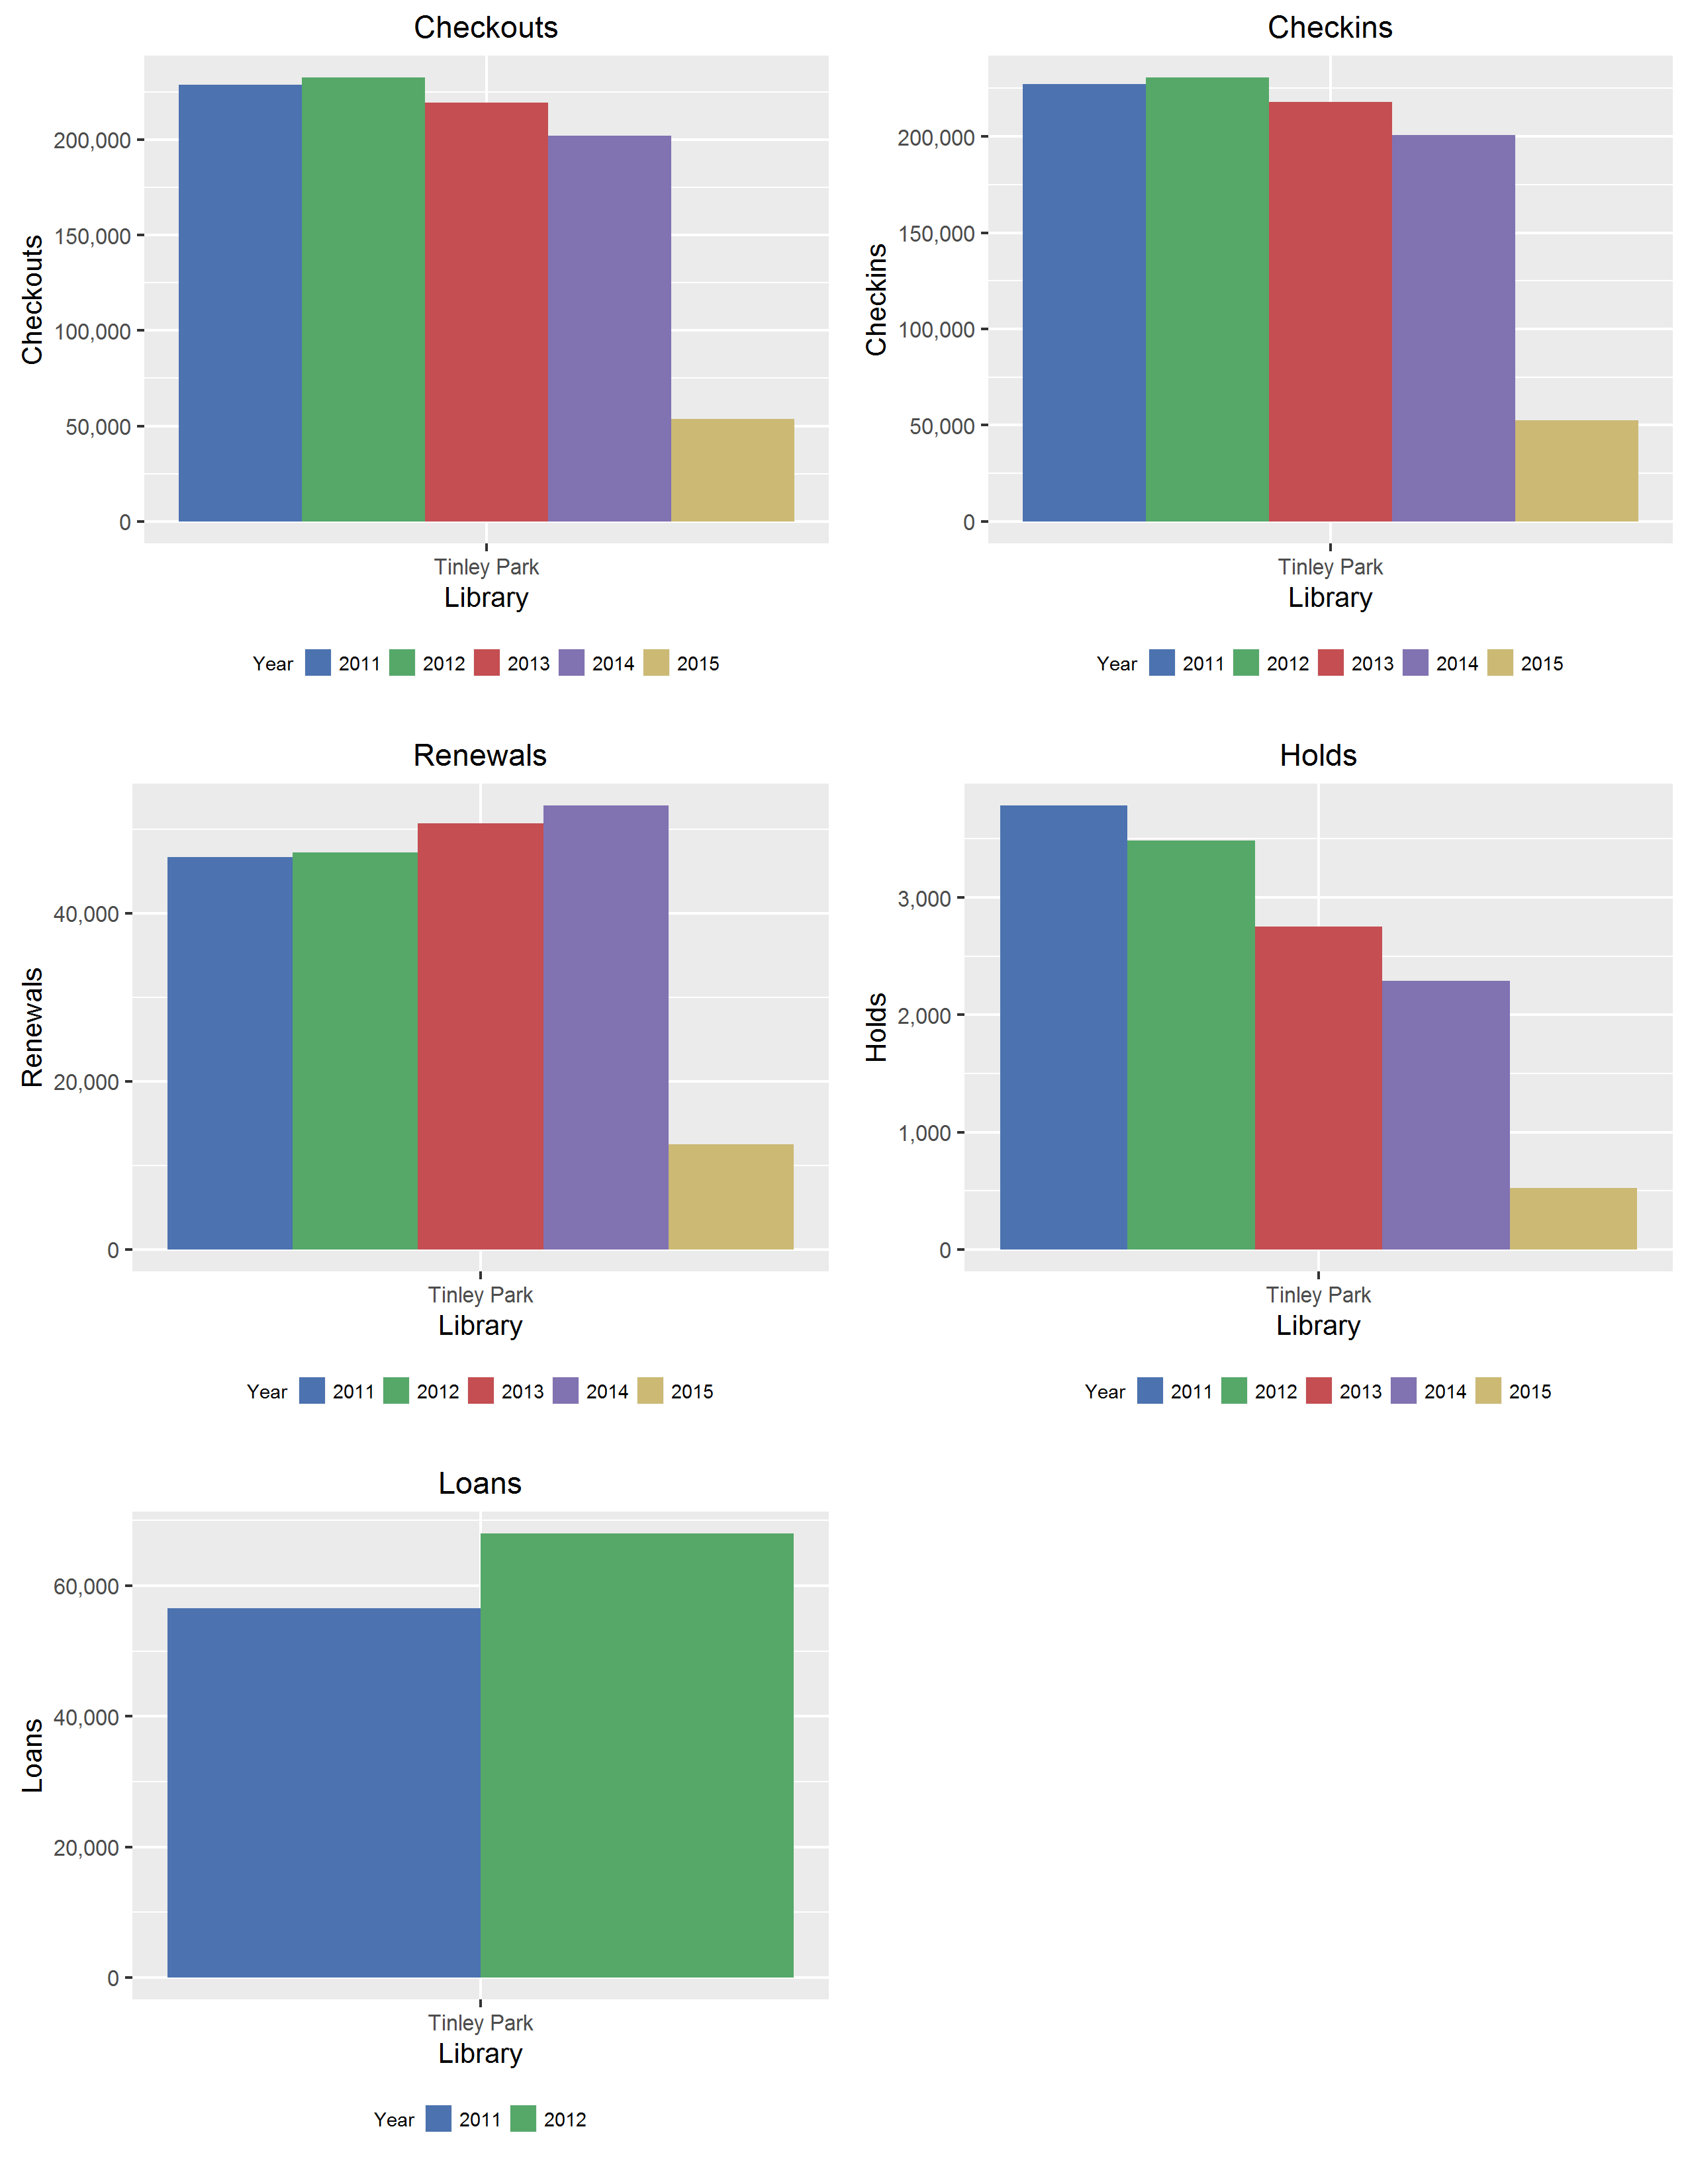 Checkouts
Checkouts
200,000
150,000
100,000
50,000
0
Tinley Park
Library
Year 2011 2012 2013 2014 2015
Checkins
Checkins
200,000
150,000
100,000
50,000
0
Tinley Park
Library
Year 2011 2012 2013 2014 2015
Renewals
Renewals
40,000
20,000
0
Tinley Park
Library
Year 2011 2012 2013 2014 2015
Holds
Holds
3,000
2,000
1,000
0
Tinley Park
Library
Year 2011 2012 2013 2014 2015
Loans
Loans
60,000
40,000
20,000
0
Tinley Park
Library
Year 2011 2012